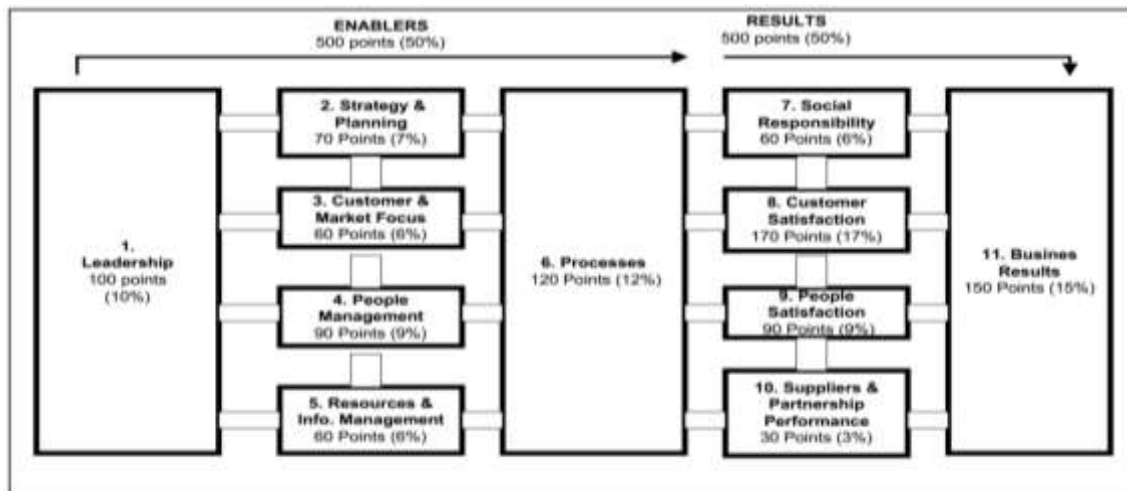 ENABLERS
500 points (50%)
RESULTS
500 points (50%)
1.
Leadership
100 points
(10%)
2. Strategy &
Planning
70 Points (7%)
3. Customer &
Market Focus
60 Points (6%)
4. People
Management
90 Points (9%)
5. Resources &
Info. Management
60 Points (6%)
6. Processes
120 Points (12%)
7. Social
Responsibility
60 Points (6%)
8. Customer
Satisfaction
170 Points (17%)
9. People
Satisfaction
90 Points (9%)
10. Suppliers &
Partnership
Performance
30 Points (3%)
11. Busines
Results
150 Points (15%)